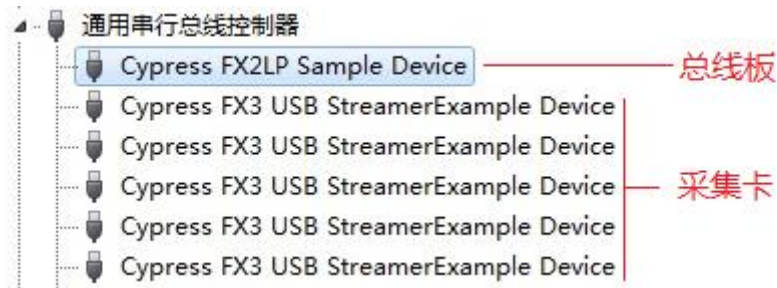 通用串行总线控制器
Cypress FX2LP Sample Device 总线板
Cypress FX3 USB StreamerExample Device
Cypress FX3 USB StreamerExample Device
Cypress FX3 USB StreamerExample Device 采集卡
Cypress FX3 USB StreamerExample Device
Cypress FX3 USB StreamerExample Device